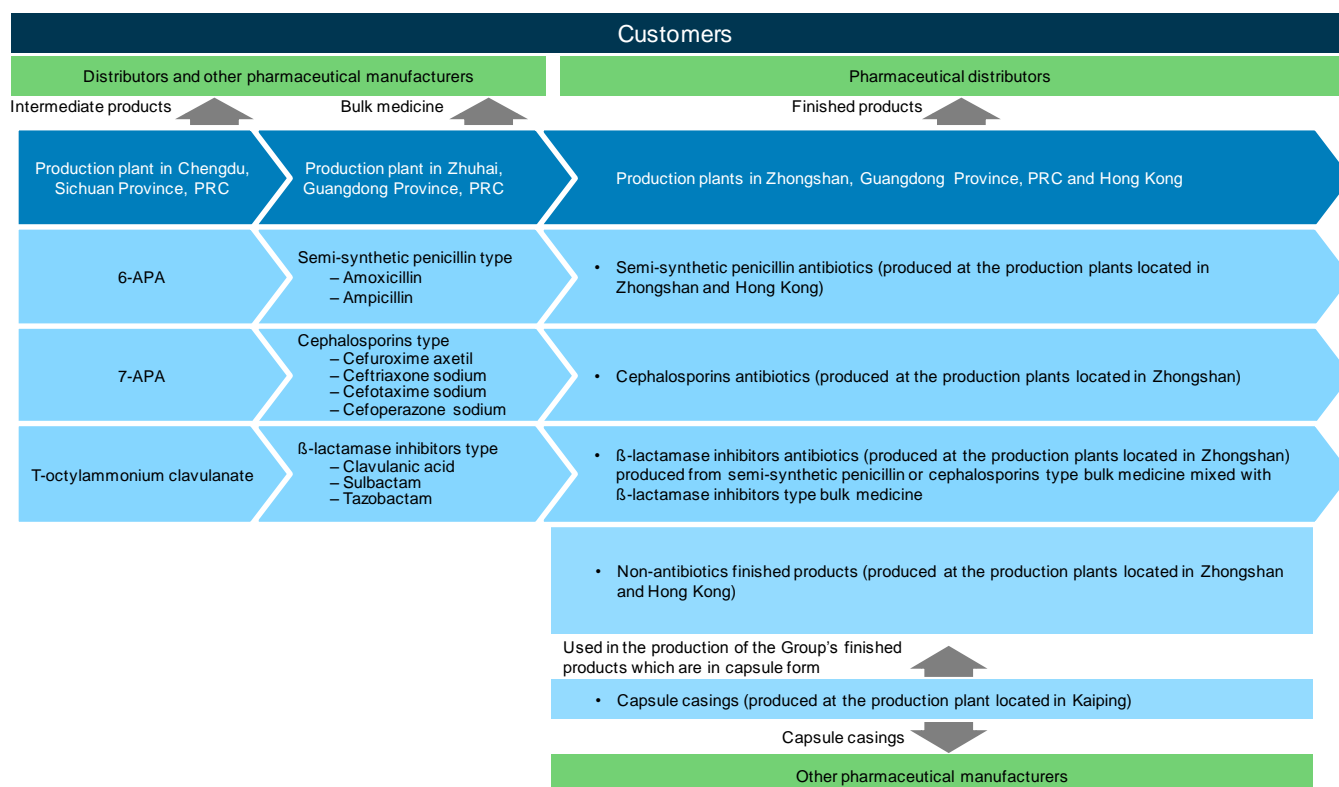 Customers
Distributors and other pharmaceutical manufacturers
Pharmaceutical distributors
Intermediate products
Bulk medicine
Finished products
Production plant in Chengdu,
Sichuan Province, PRC
Production plant in Zhuhai,
Guangdong Province, PRC
Production plants in Zhongshan, Guangdong Province, PRC and Hong Kong
6-APA
Semi-synthetic penicillin type
– Amoxicillin
– Ampicillin
• Semi-synthetic penicillin antibiotics (produced at the production plants located in
Zhongshan and Hong Kong)
7-APA
Cephalosporins type
– Cefuroxime axetil
– Ceftriaxone sodium
– Cefotaxime sodium
– Cefoperazone sodium
• Cephalosporins antibiotics (produced at the production plants located in Zhongshan)
T-octylammonium clavulanate
ß-lactamase inhibitors type
– Clavulanic acid
– Sulbactam
– Tazobactam
• ß-lactamase inhibitors antibiotics (produced at the production plants located in Zhongshan)
produced from semi-synthetic penicillin or cephalosporins type bulk medicine mixed with
ß-lactamase inhibitors type bulk medicine
• Non-antibiotics finished products (produced at the production plants located in Zhongshan
and Hong Kong)
Used in the production of the Group's finished
products which are in capsule form
• Capsule casings (produced at the production plant located in Kaiping)
Capsule casings
Other pharmaceutical manufacturers